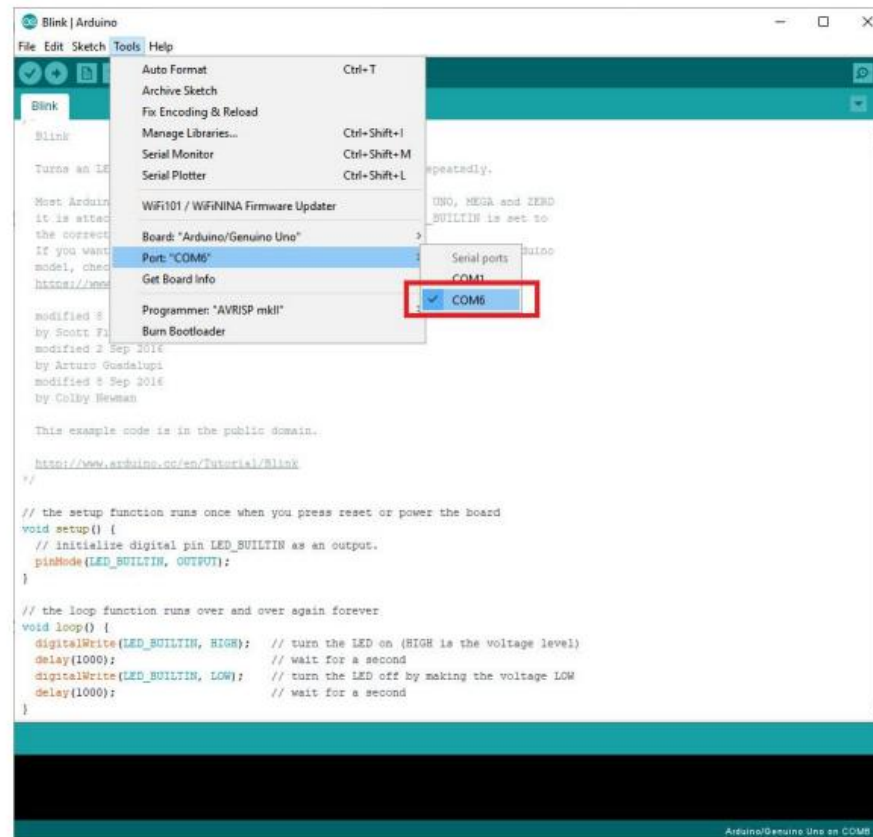 Blink | Arduino
File Edit Sketch Tools Help
Auto Format Ctrl+T
Archive Sketch
Fix Encoding & Reload
Manage Libraries... Ctrl+Shift+I
Serial Monitor Ctrl+Shift+M
Serial Plotter Ctrl+Shift+L
WiFi101 / WiFiNINA Firmware Updater
Board: "Arduino/Genuino Uno"
Port: "COM6"
Get Board Info
Programmer: "AVRISP mkII"
Burn Bootloader
Serial ports
COM1
COM6
Blink
Blink
Turns an LE epeatedly.
Most Arduin UNO, MEGA and ZERO
it is attac _BUILTIN is set to
the correct
If you want duino
model, chec
https://www
modified 8
by Scott Fi
modified 2 Sep 2016
by Arturo Guadalupi
modified 8 Sep 2016
by Colby Newman
This example code is in the public domain.
http://www.arduino.cc/en/Tutorial/Blink
*/
// the setup function runs once when you press reset or power the board
void setup() {
// initialize digital pin LED_BUILTIN as an output.
pinMode(LED_BUILTIN, OUTPUT);
}
// the loop function runs over and over again forever
void loop() {
digitalWrite(LED_BUILTIN, HIGH); // turn the LED on (HIGH is the voltage level)
delay(1000); // wait for a second
digitalWrite(LED_BUILTIN, LOW); // turn the LED off by making the voltage LOW
delay(1000); // wait for a second
}
Arduino/Genuino Uno on COM6